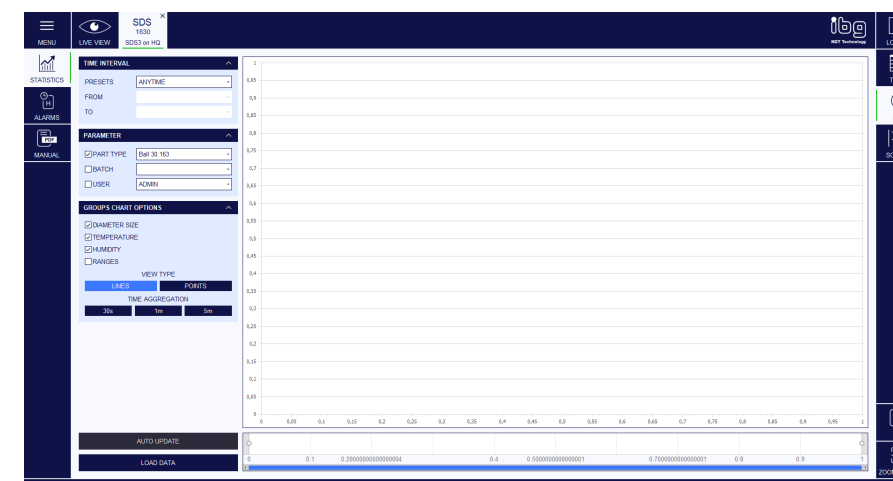 MENU
LIVE VIEW
SDS
×
1830
SDS3 on HQ
ibg
NDT Technology
STATISTICS
ALARMS
H
PDF
MANUAL
TIME INTERVAL
PRESETS
ANYTIME
FROM
TO
PARAMETER
PART TYPE
Ball 30.163
BATCH
USER
ADMIN
GROUPS CHART OPTIONS
DIAMETER SIZE
TEMPERATURE
HUMIDITY
RANGES
VIEW TYPE
LINES POINTS
TIME AGGREGATION
30s 1m 5m
AUTO UPDATE
LOAD DATA
1
0,95
0,9
0,85
0,8
0,75
0,7
0,65
0,6
0,55
0,5
0,45
0,4
0,35
0,3
0,25
0,2
0,15
0,1
0,05
0
0 0,05 0,1 0,15 0,2 0,25 0,3 0,35 0,4 0,45 0,5 0,55 0,6 0,65 0,7 0,75 0,8 0,85 0,9 0,95 1
0 0.1 0.20000000000000004 0.4 0.5000000000000001 0.7000000000000001 0.8 0.9 1